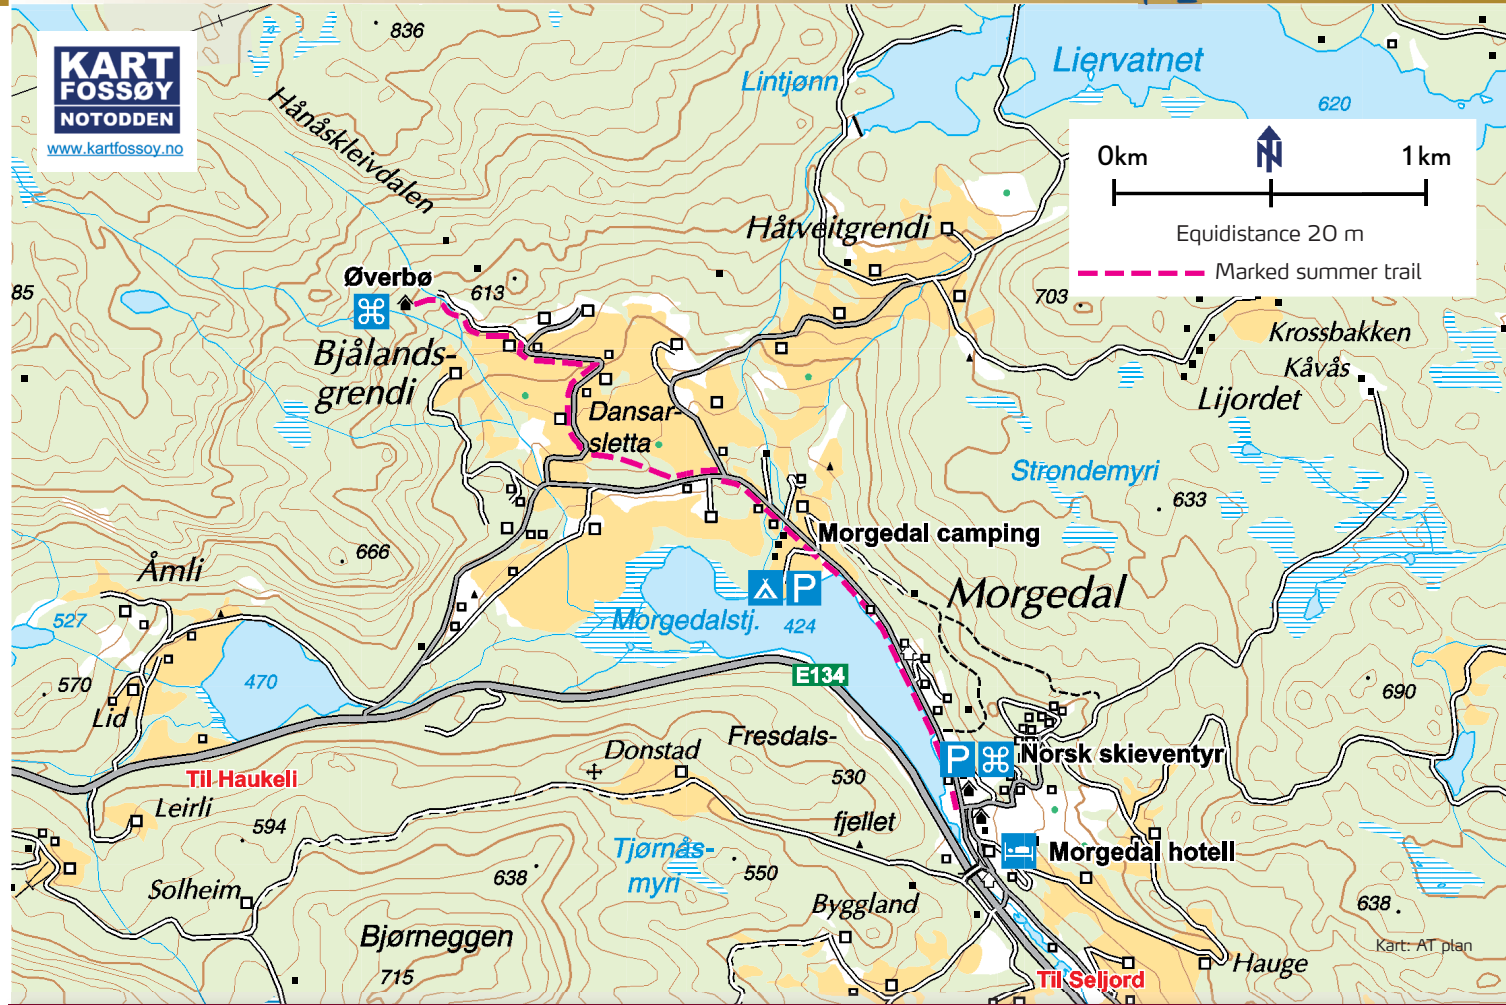 836
KART
FOSSØY
NOTODDEN
www.kartfossoy.no
Hånåskleivdalen
Lintjønn
Liervatnet
620
0km
1km
N
Equidistance 20 m
Marked summer trail
Håtveitgrendi
Øverbø
613
85
703
Krossbakken
Kåvås
Lijordet
Bjålands-
grendi
Dansar-
sletta
Strondemyri
633
Morgedal camping
666
Åmli
527
Morgedal
Morgedalstj.
424
P
E134
470
570
Lid
690
Donstad
Fresdals-
fjellet
530
P
Norsk skieventyr
Til Haukeli
Leirli
594
Tjørnås-
myri
550
638
Morgedal hotell
Solheim
Byggland
638
Bjørneggen
715
Kart: AT plan
Hauge
Til Seljord